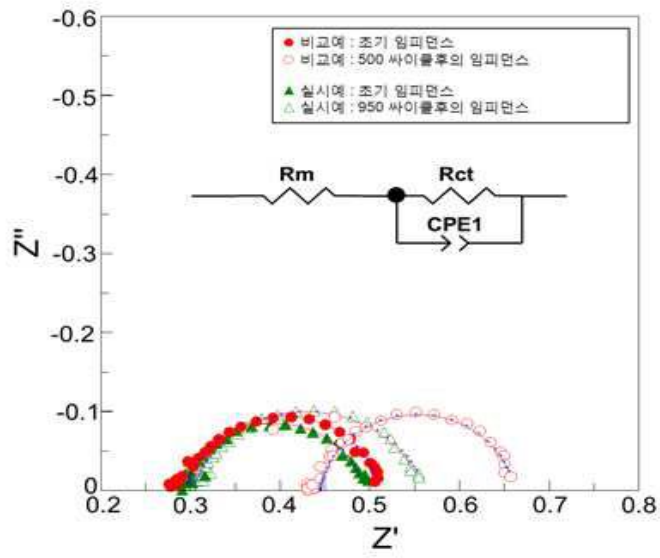 -0.6
-0.5
-0.4
-0.3
-0.2
-0.1
0
Z"
비교예 : 초기 임피던스
비교예 : 500 싸이클후의 임피던스
실시예 : 초기 임피던스
실시예 : 950 싸이클후의 임피던스
Rm
Rct
CPE1
0.2 0.3 0.4 0.5 0.6 0.7 0.8
Z'